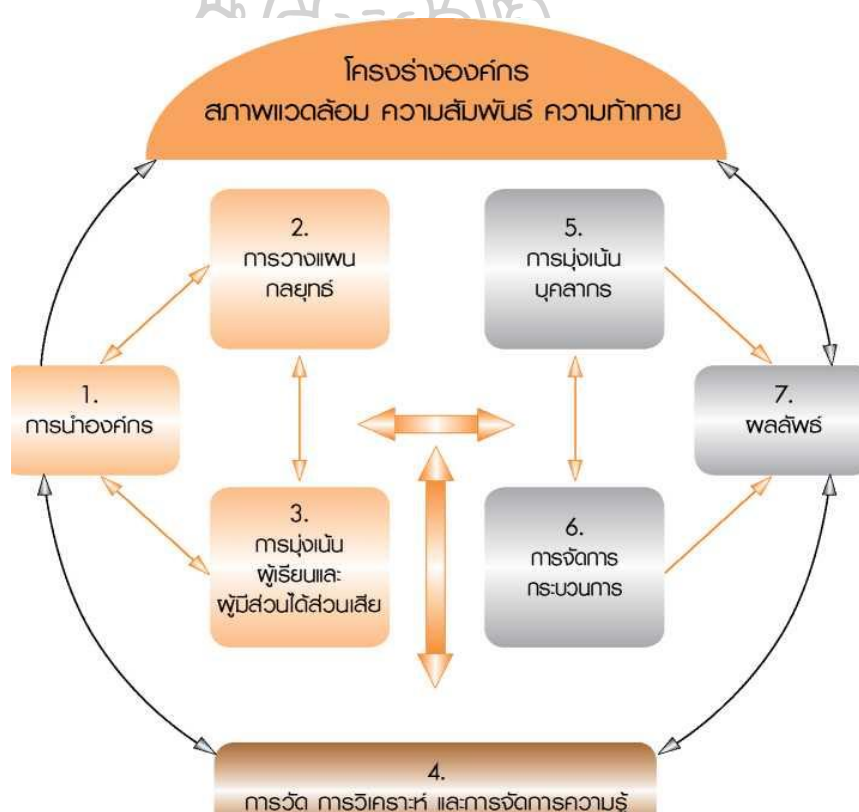 โครงร่างองค์กร
สภาพแวดล้อม ความสัมพันธ์ ความท้าทาย
2.
การวางแผน
กลยุทธ์
5.
การมุ่งเน้น
บุคลากร
1.
การนำองค์กร
7.
ผลลัพธ์
3.
การมุ่งเน้น
ผู้เรียนและ
ผู้มีส่วนได้ส่วนเสีย
6.
การจัดการ
กระบวนการ
4.
การวัด การวิเคราะห์ และการจัดการความรู้